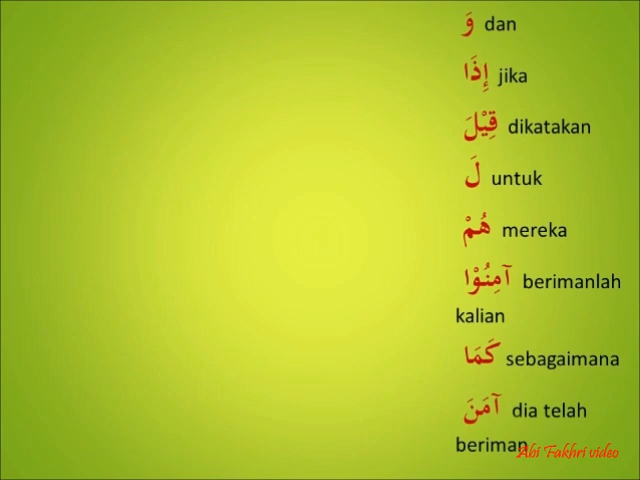 وَ dan
إِذَا jika
قِيْلَ dikatakan
لَ untuk
هُمْ mereka
آمِنُوْا berimanlah
kalian
كَمَا sebagaimana
آمَنَ dia telah
beriman
Abi Fakhri video